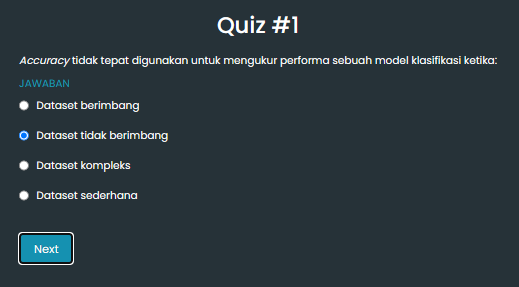 Quiz #1
Accuracy tidak tepat digunakan untuk mengukur performa sebuah model klasifikasi ketika:
JAWABAN
Dataset berimbang
Dataset tidak berimbang
Dataset kompleks
Dataset sederhana
Next